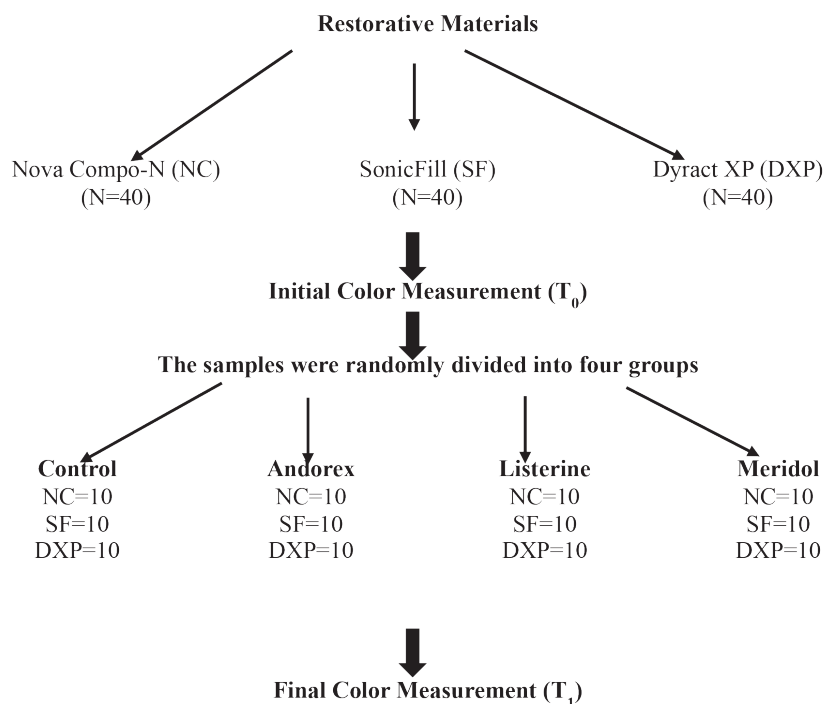 Restorative Materials
Nova Compo-N (NC)
(N=40)
SonicFill (SF)
(N=40)
Dyract XP (DXP)
(N=40)
Initial Color Measurement (T0)
The samples were randomly divided into four groups
Control
NC=10
SF=10
DXP=10
Andorex
NC=10
SF=10
DXP=10
Listerine
NC=10
SF=10
DXP=10
Meridol
NC=10
SF=10
DXP=10
Final Color Measurement (T1)